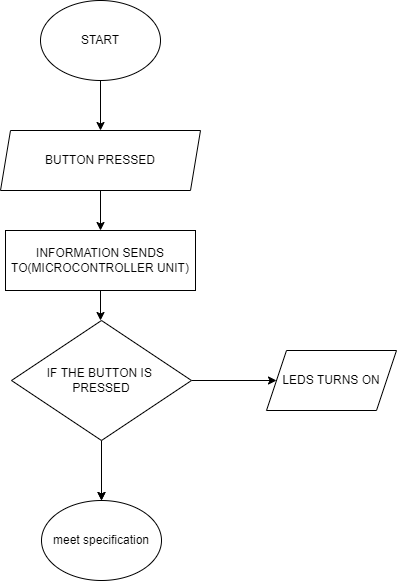 START
BUTTON PRESSED
INFORMATION SENDS
TO(MICROCONTROLLER UNIT)
IF THE BUTTON IS
PRESSED
LEDS TURNS ON
meet specification